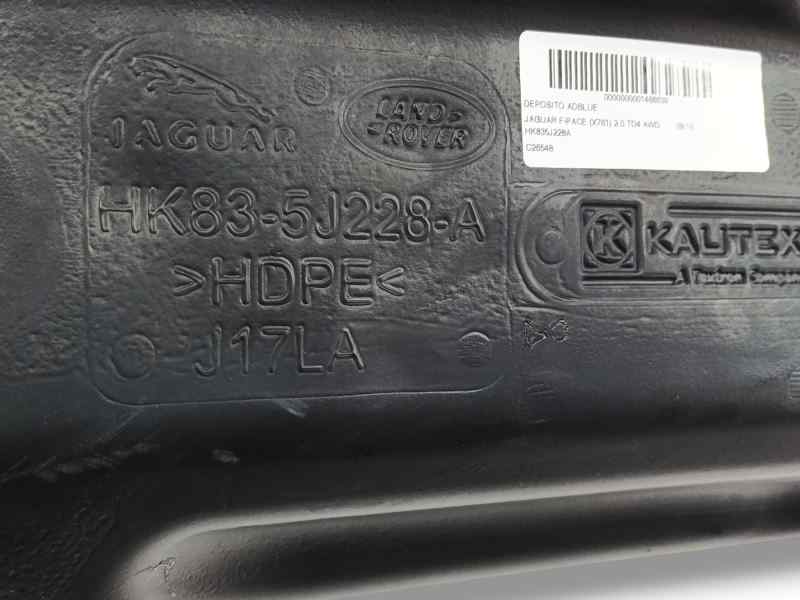 JAGUAR
LAND-
-ROVER
HK83-5J228-A
>HDPE<
J17LA
DEPOSITO ADBLUE
JAGUAR F-PACE (X761) 2.0 TD4 AWD
HK835J228A
C26548
K KAUTEX
A Textron Company